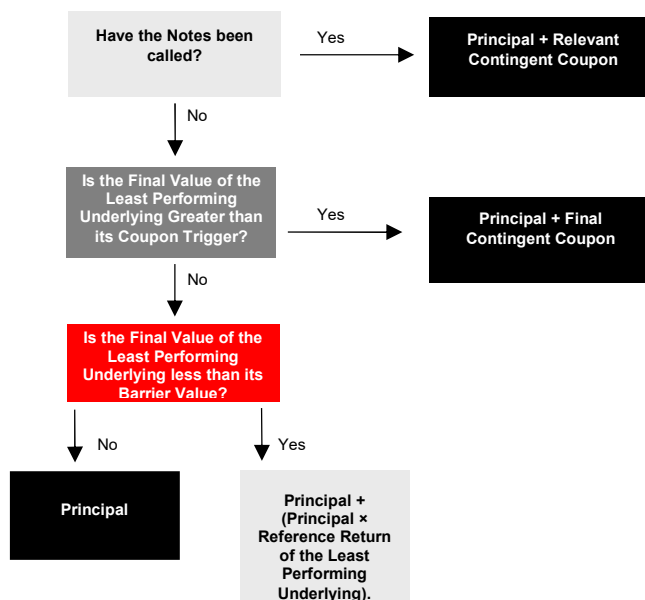 Have the Notes been
called?
Yes
Principal + Relevant
Contingent Coupon
No
Is the Final Value of the
Least Performing
Underlying Greater than
its Coupon Trigger?
Yes
Principal + Final
Contingent Coupon
No
Is the Final Value of the
Least Performing
Underlying less than its
Barrier Value?
No
Yes
Principal
Principal +
(Principal ×
Reference Return
of the Least
Performing
Underlying).